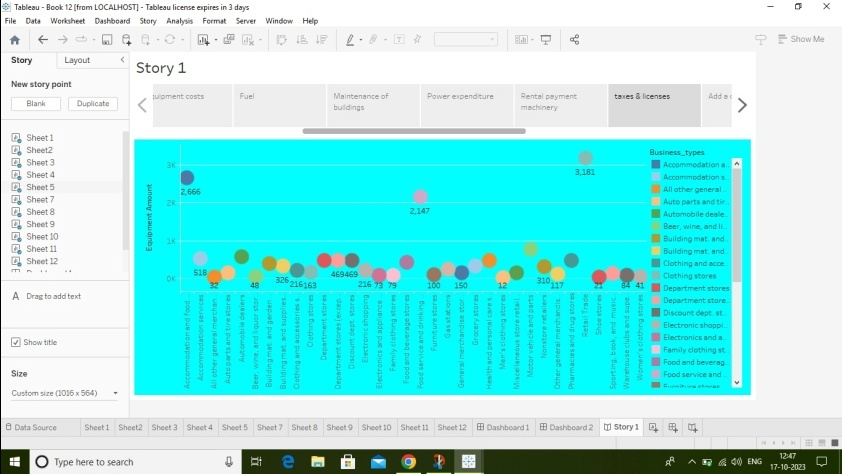 Tableau - Book 12 [from LOCALHOST] - Tableau license expires in 3 days
File Data Worksheet Dashboard Story Analysis Format Server Window Help
Show Me
Story Layout
New story point
Blank Duplicate
Sheet 1
Sheet2
Sheet 3
Sheet 4
Sheet 5
Sheet 7
Sheet 8
Sheet 9
Sheet 10
Sheet 11
Sheet 12
A Drag to add text
Show title
Size
Custom size (1016 x 564)
Story 1
uipment costs
Fuel
Maintenance of buildings
Power expenditure
Rental payment machinery
taxes & licenses
Add a c
Equipment Amount
3K
2K
1K
0K
2,666
518
32
48
326
216
163
469
469
216
73
79
2,147
100
150
12
310
117
3,181
21
84
41
Accommodation and food ..
Accommodation services
All other general merchan..
Auto parts and tire stores
Automobile dealers
Beer, wine, and liquor stor..
Building mat. and garden ..
Building mat. and supplies..
Clothing and accessories s..
Clothing stores
Department stores
Department stores (excep..
Discount dept. stores
Electronic shopping
Electronics and appliance ..
Family clothing stores
Food and beverage stores
Food service and drinking ..
Furniture stores
Gas stations
General merchandise stor..
Grocery stores
Health and personal care s..
Men's clothing stores
Miscellaneous store retail..
Motor vehicle and parts
Nonstore retailers
Other general merchandis..
Pharmacies and drug stores
Retail Trade
Shoe stores
Sporting, book, and music ..
Warehouse clubs and supe..
Women's clothing stores
Business_types
Accommodation a..
Accommodation s..
All other general ..
Auto parts and tir..
Automobile deale..
Beer, wine, and li..
Building mat. and..
Building mat. and..
Clothing and acce..
Clothing stores
Department stores
Department store..
Discount dept. st..
Electronic shoppi..
Electronics and a..
Family clothing st..
Food and beverag..
Food service and ..
Furniture stores
Data Source Sheet 1 Sheet2 Sheet 3 Sheet 4 Sheet 5 Sheet 7 Sheet 8 Sheet 9 Sheet 10 Sheet 11 Sheet 12 Dashboard 1 Dashboard 2 Story 1
Type here to search
ENG
12:47
17-10-2023